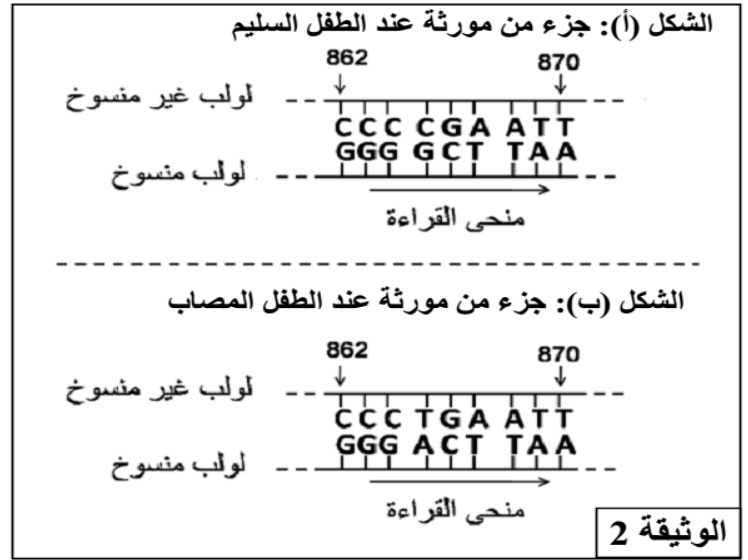 الشكل (أ): جزء من مورثة عند الطفل السليم
862 870
لولب غير منسوخ
CCC CGA ATT
GGG GCT TAA
لولب منسوخ
منحى القراءة
الشكل (ب): جزء من مورثة عند الطفل المصاب
862 870
لولب غير منسوخ
CCC TGA ATT
GGG ACT TAA
لولب منسوخ
منحى القراءة
الوثيقة 2